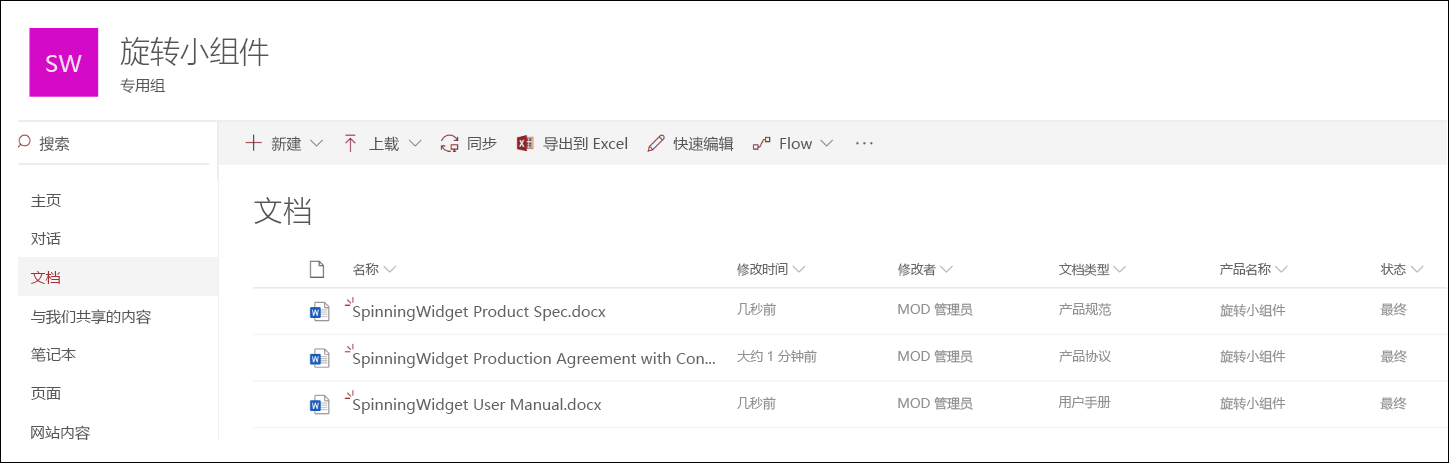 SW
旋转小组件
专用组
搜索
新建 上载 同步 导出到 Excel 快速编辑 Flow ···
主页
对话
文档
与我们共享的内容
笔记本
页面
网站内容
文档
名称 修改时间 修改者 文档类型 产品名称 状态
SpinningWidget Product Spec.docx 几秒前 MOD 管理员 产品规范 旋转小组件 最终
SpinningWidget Production Agreement with Con... 大约 1 分钟前 MOD 管理员 产品协议 旋转小组件 最终
SpinningWidget User Manual.docx 几秒前 MOD 管理员 用户手册 旋转小组件 最终